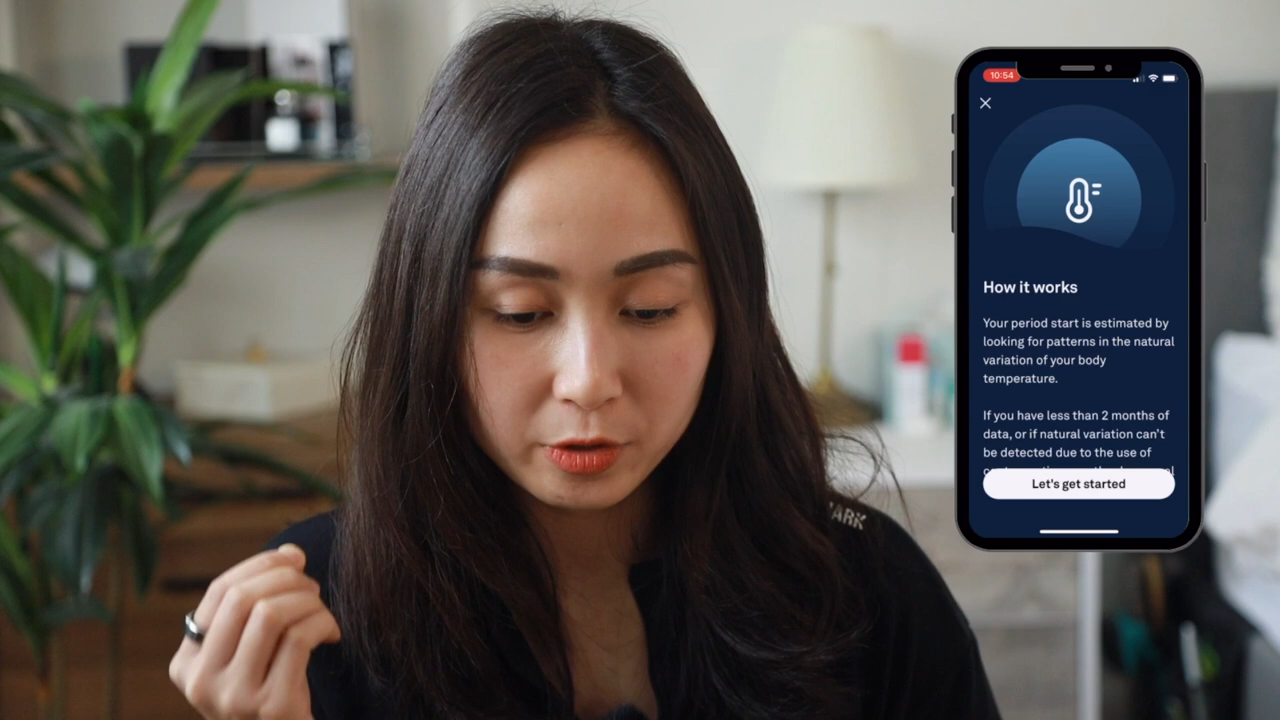 10:54
How it works
Your period start is estimated by
looking for patterns in the natural
variation of your body
temperature.
If you have less than 2 months of
data, or if natural variation can't
be detected due to the use of
Let's get started
ARK